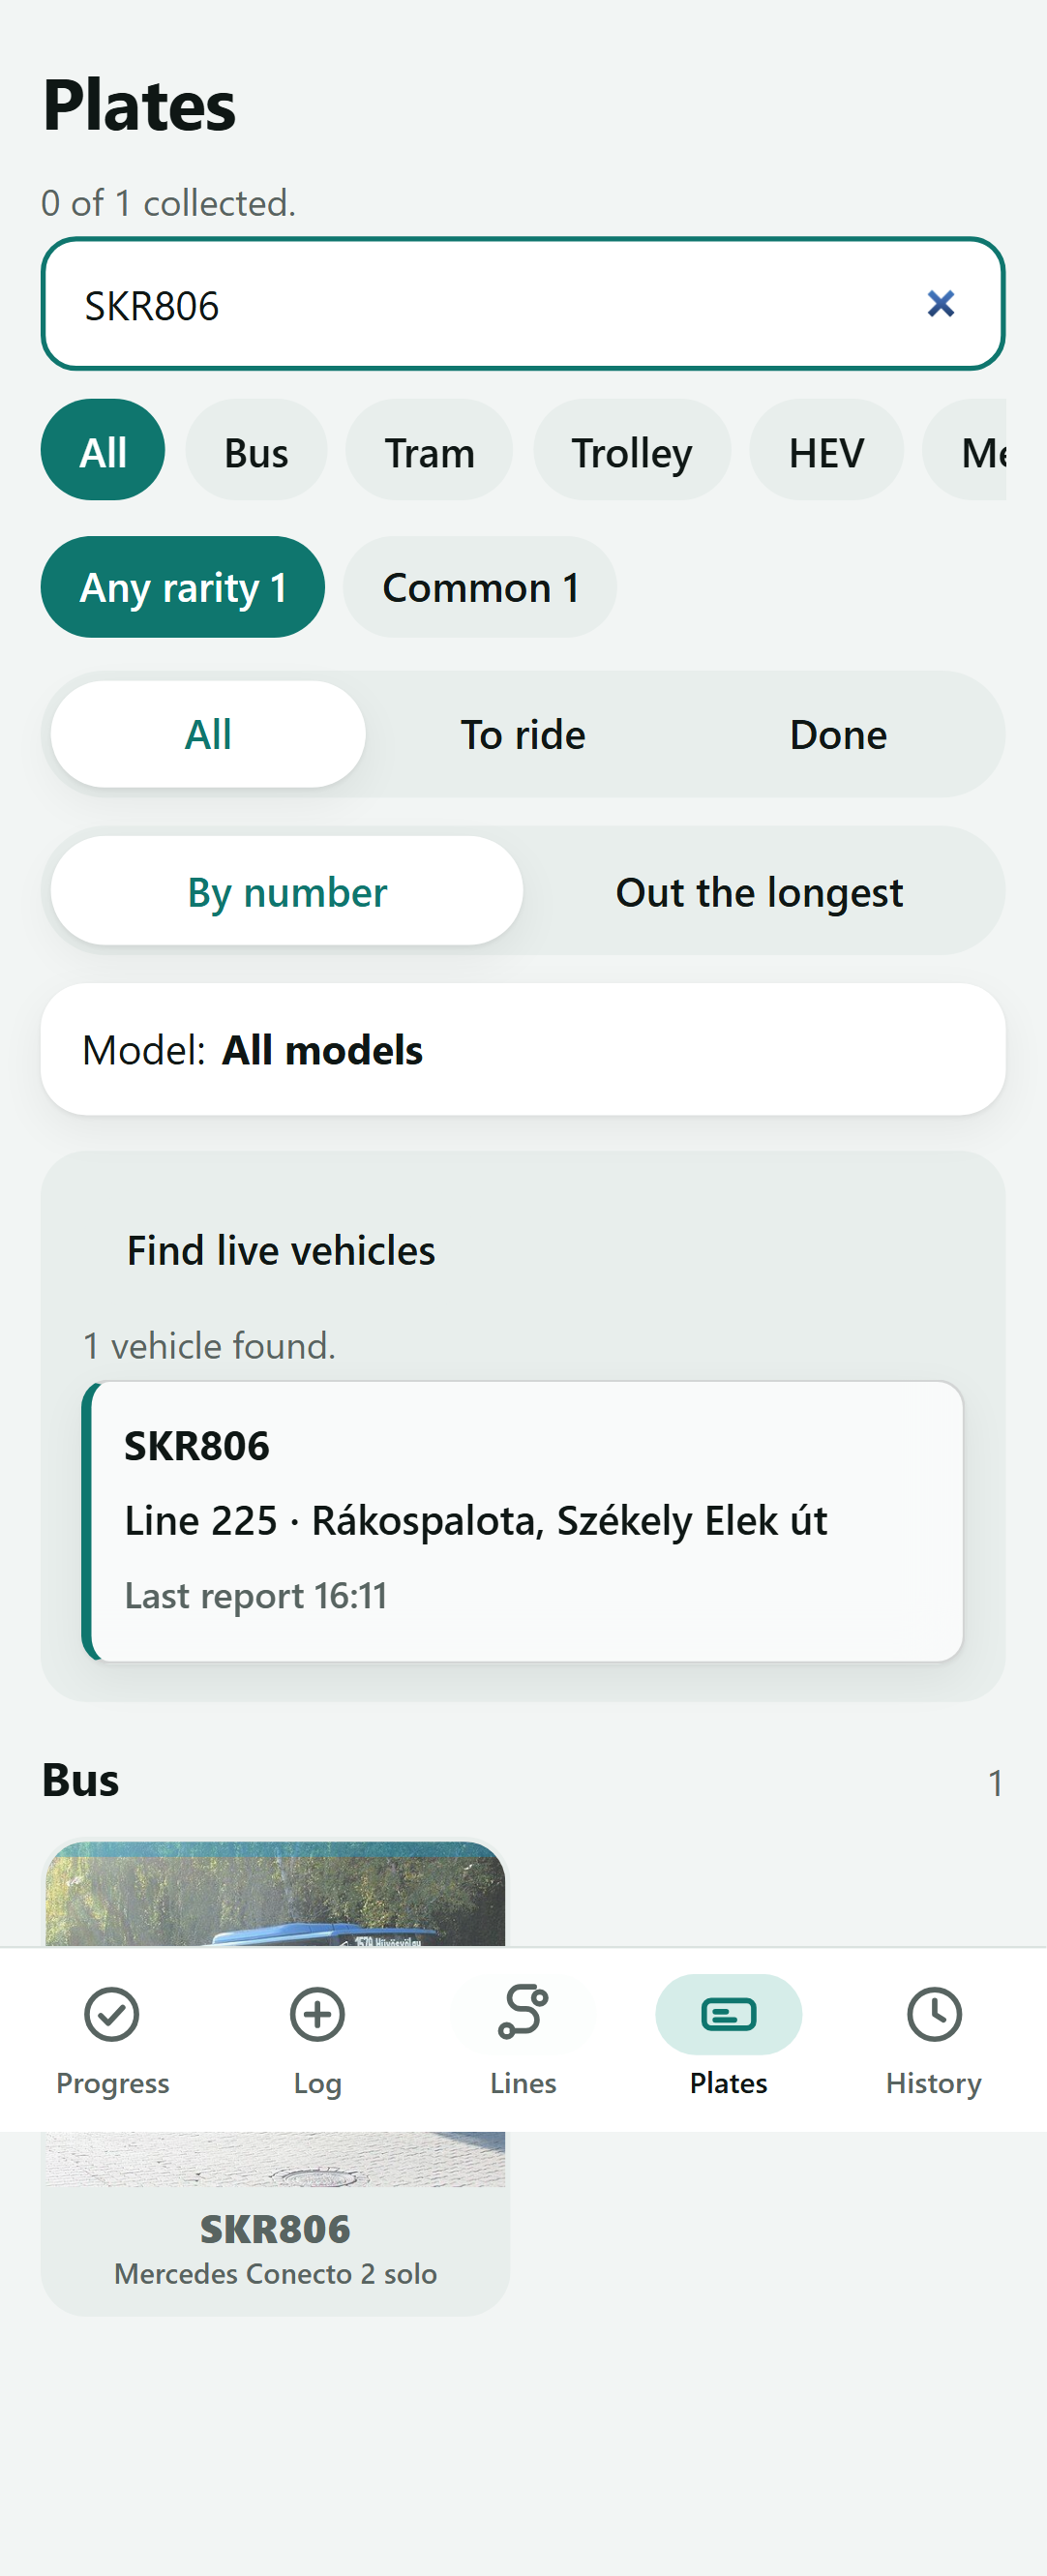 Plates
0 of 1 collected.
SKR806
All Bus Tram Trolley HEV Me
Any rarity 1 Common 1
All To ride Done
By number Out the longest
Model: All models
Find live vehicles
1 vehicle found.
SKR806
Line 225 · Rákospalota, Székely Elek út
Last report 16:11
Bus 1
Progress Log Lines Plates History
SKR806
Mercedes Conecto 2 solo